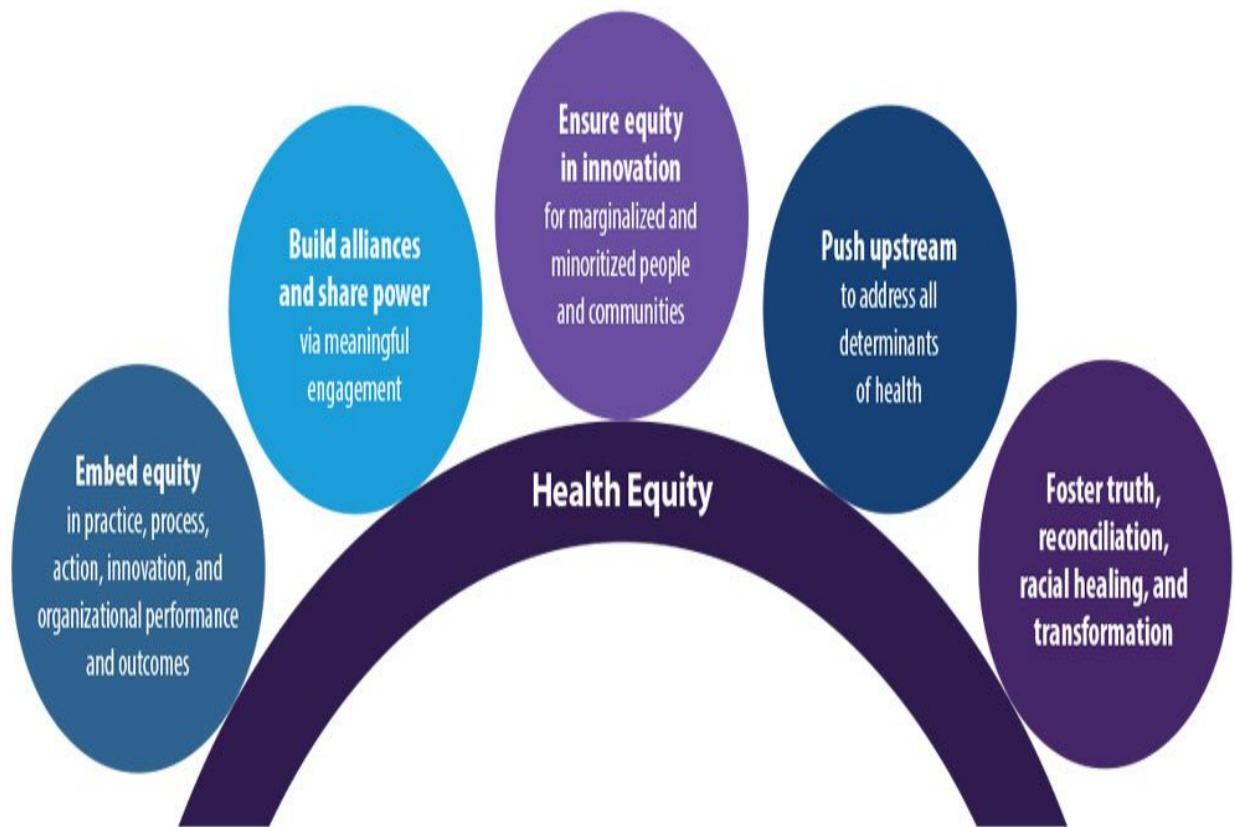 Embed equity
in practice, process,
action, innovation, and
organizational performance
and outcomes
Build alliances
and share power
via meaningful
engagement
Ensure equity
in innovation
for marginalized and
minoritized people
and communities
Push upstream
to address all
determinants
of health
Foster truth,
reconciliation,
racial healing, and
transformation
Health Equity